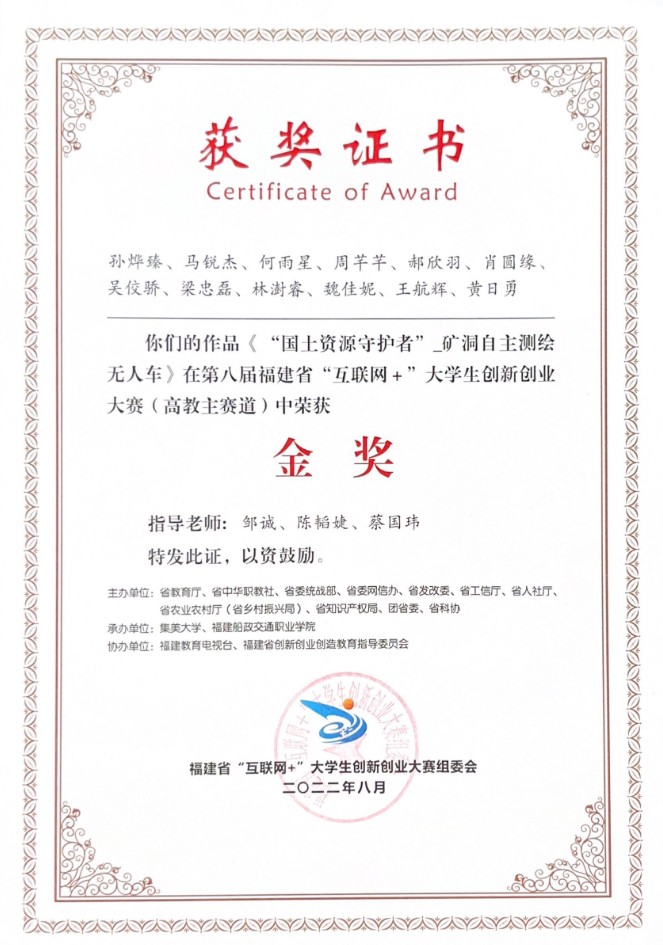 获奖证书
Certificate of Award
孙烨臻、马锐杰、何雨星、周芊芊、郝欣羽、肖圆缘、
吴佼骄、梁忠磊、林澍睿、魏佳妮、王航辉、黄日勇
你们的作品《“国土资源守护者”_矿洞自主测绘
无人车》在第八届福建省“互联网+”大学生创新创业
大赛(高教主赛道)中荣获
金奖
指导老师:邹诚、陈韬婕、蔡国玮
特发此证,以资鼓励。
主办单位:省教育厅、省中华职教社、省委统战部、省委网信办、省发改委、省工信厅、省人社厅、
省农业农村厅(省乡村振兴局)、省知识产权局、团省委、省科协
承办单位:集美大学、福建船政交通职业学院
协办单位:福建教育电视台、福建省创新创业创造教育指导委员会
福建省“互联网+”大学生创新创业大赛组委会
二〇二二年八月